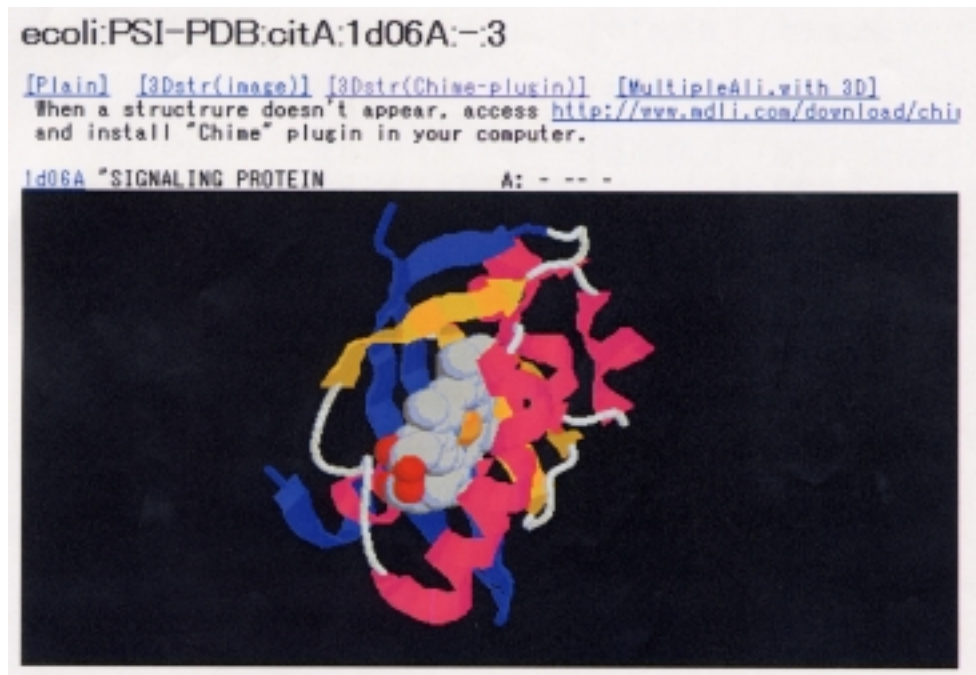 ecoli:PSI-PDB:citA:1d06A:-:3
[Plain] [3Dstr(image)] [3Dstr(Chime-plugin)] [MultipleAli.with 3D]
When a structrure doesn't appear, access http://www.mdli.com/download/chi
and install "Chime" plugin in your computer.
1d06A "SIGNALING PROTEIN A: - -- -